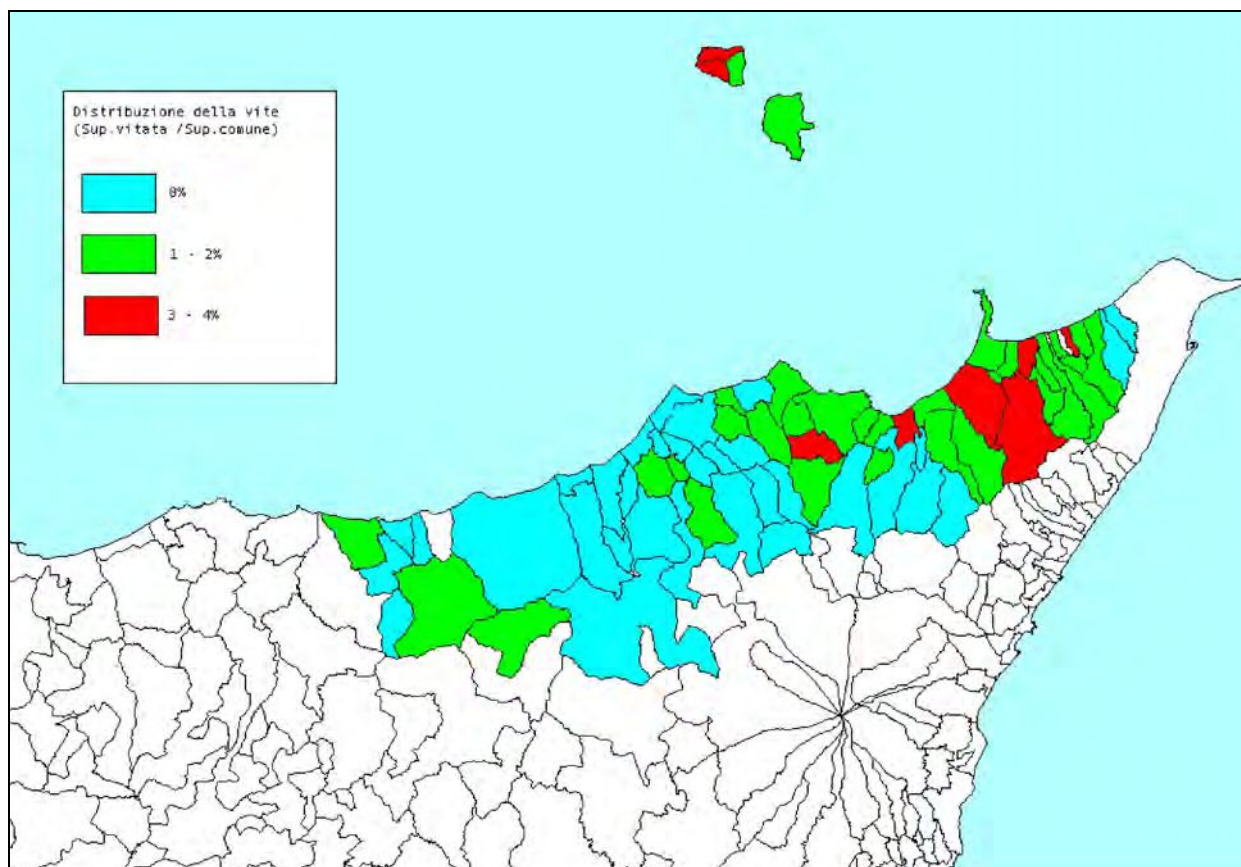 Distribuzione della vite
(Sup.vitata /Sup.comune)
0%
1 - 2%
3 - 4%